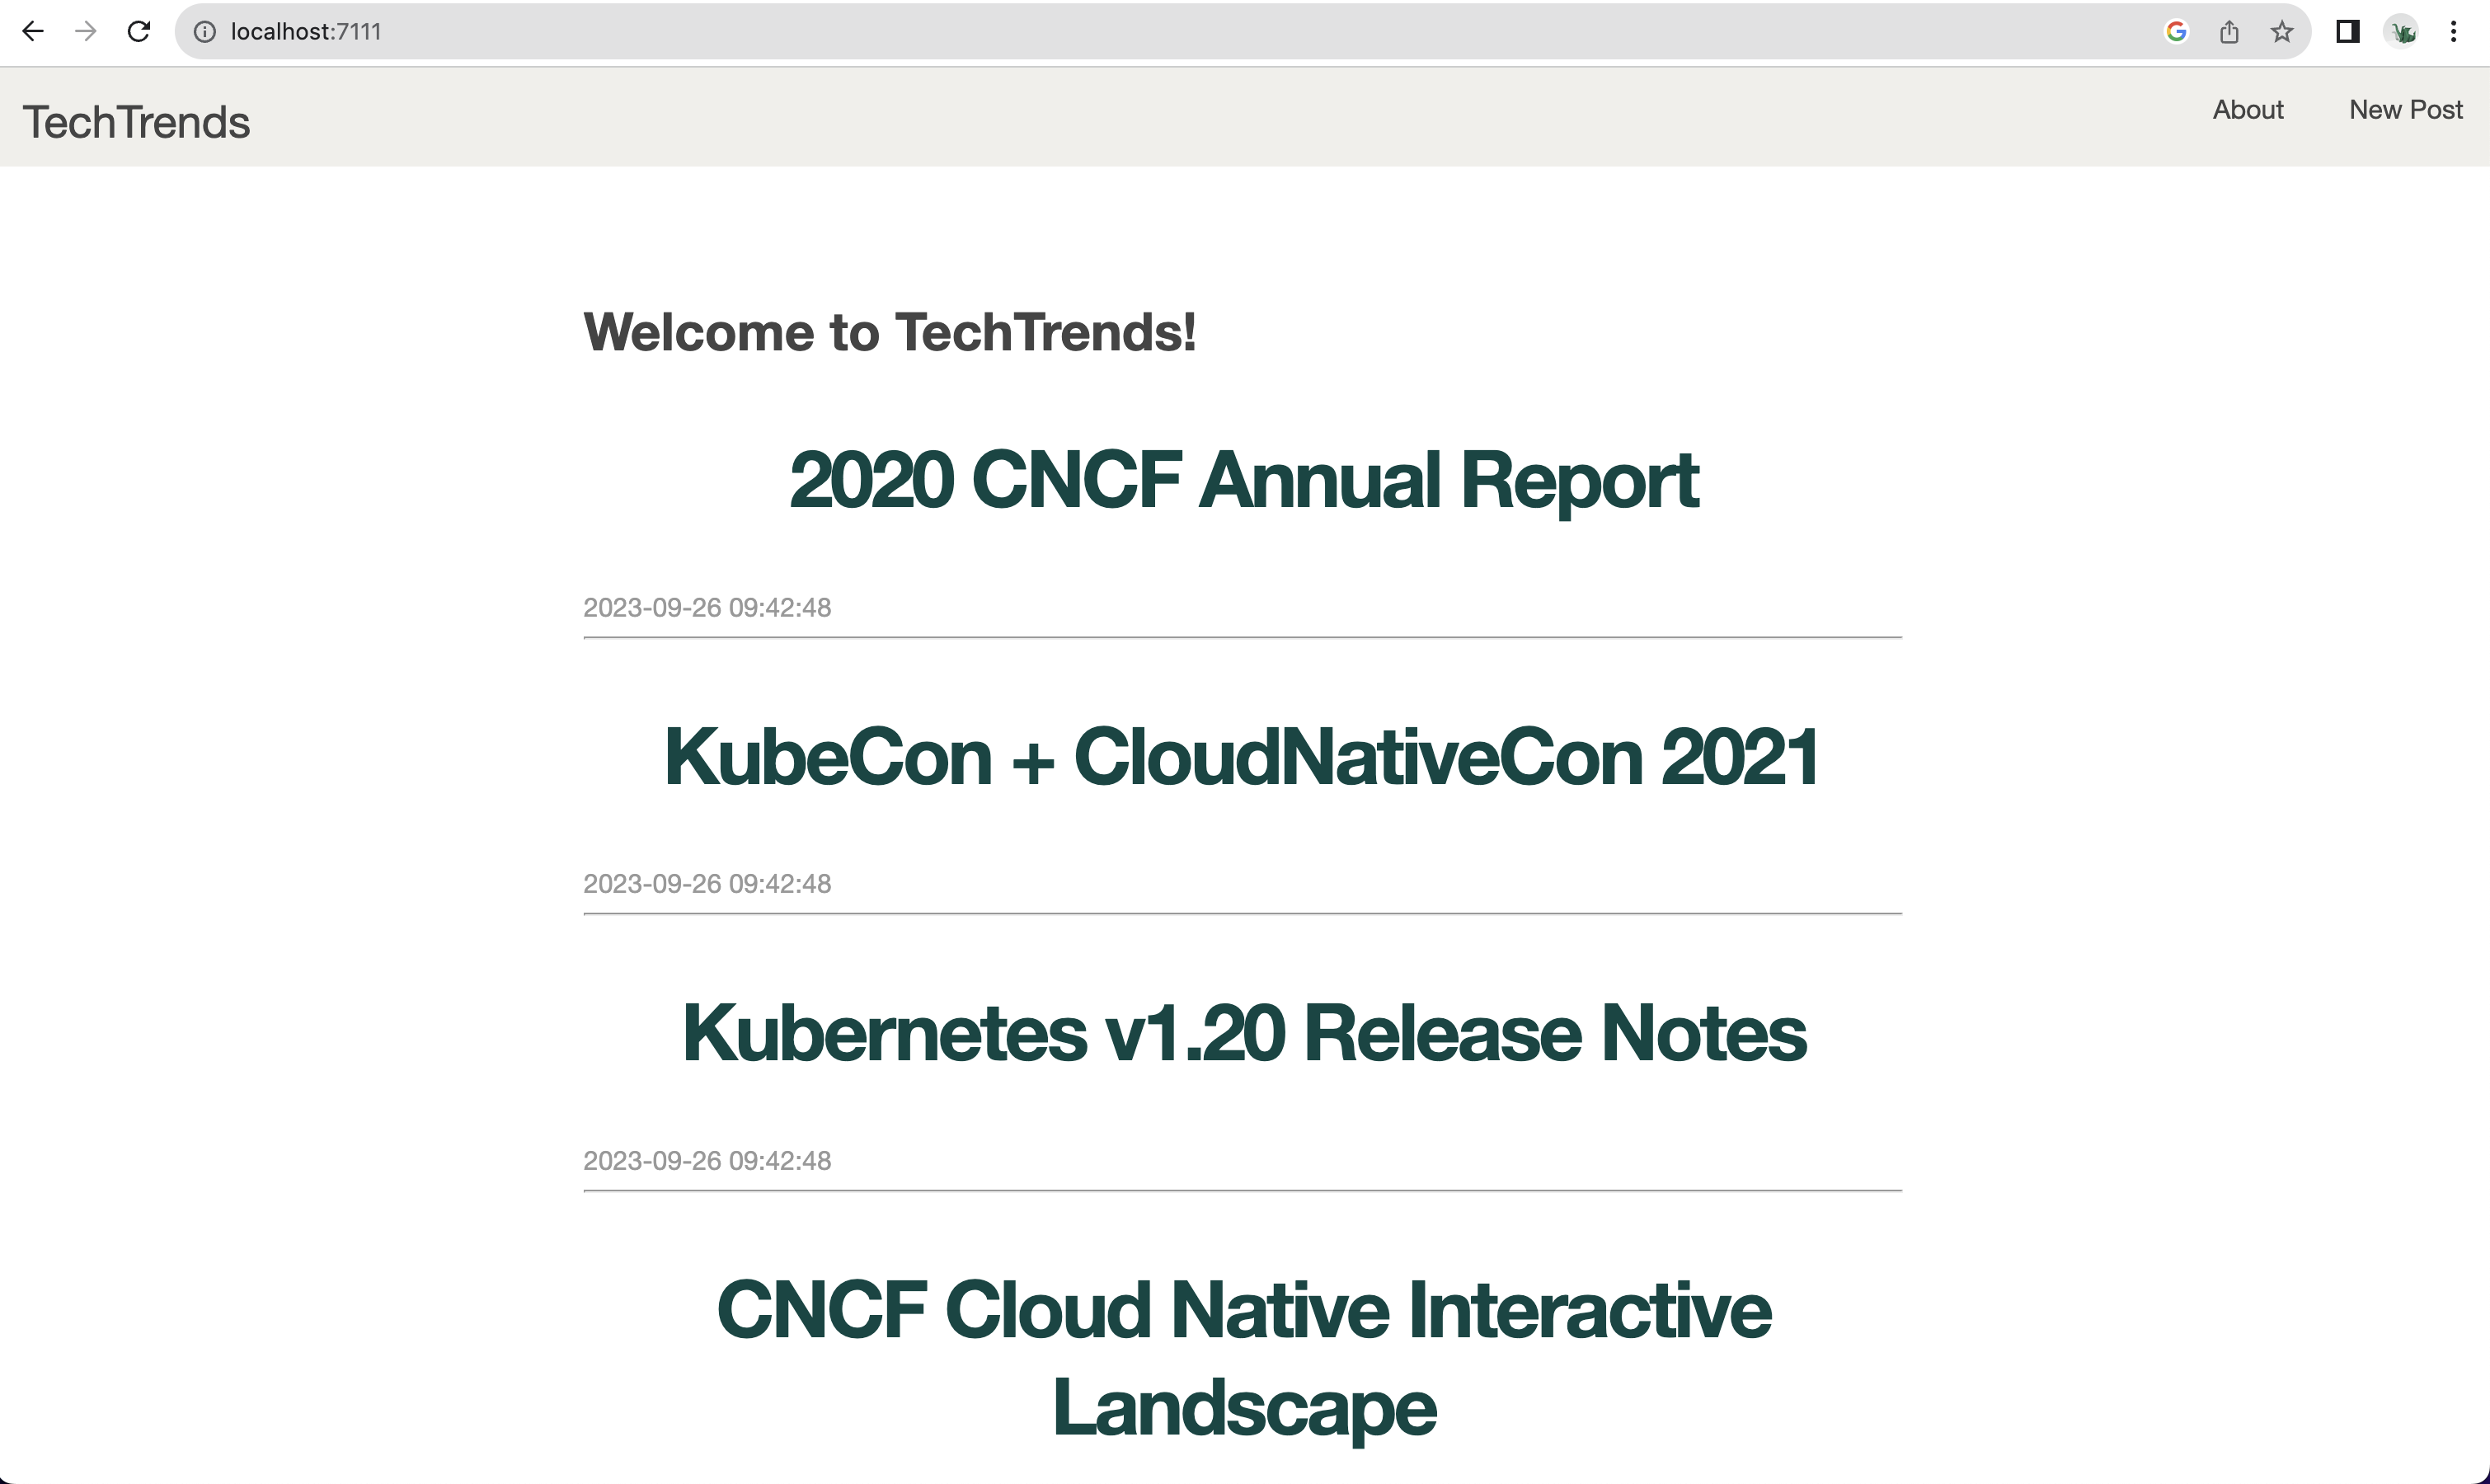 localhost:7111
TechTrends
About
New Post
Welcome to TechTrends!
2020 CNCF Annual Report
2023-09-26 09:42:48
KubeCon + CloudNativeCon 2021
2023-09-26 09:42:48
Kubernetes v1.20 Release Notes
2023-09-26 09:42:48
CNCF Cloud Native Interactive
Landscape